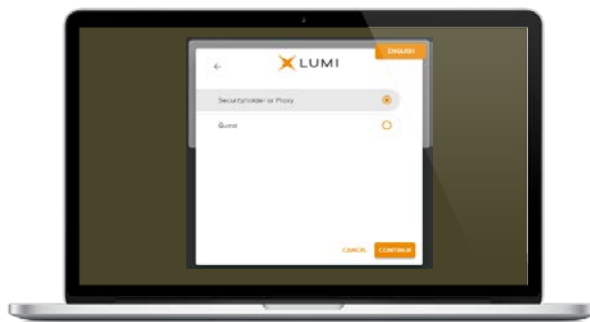 ENGLISH
LUMI
Securityholder or Proxy
Guest
CANCEL CONTINUE